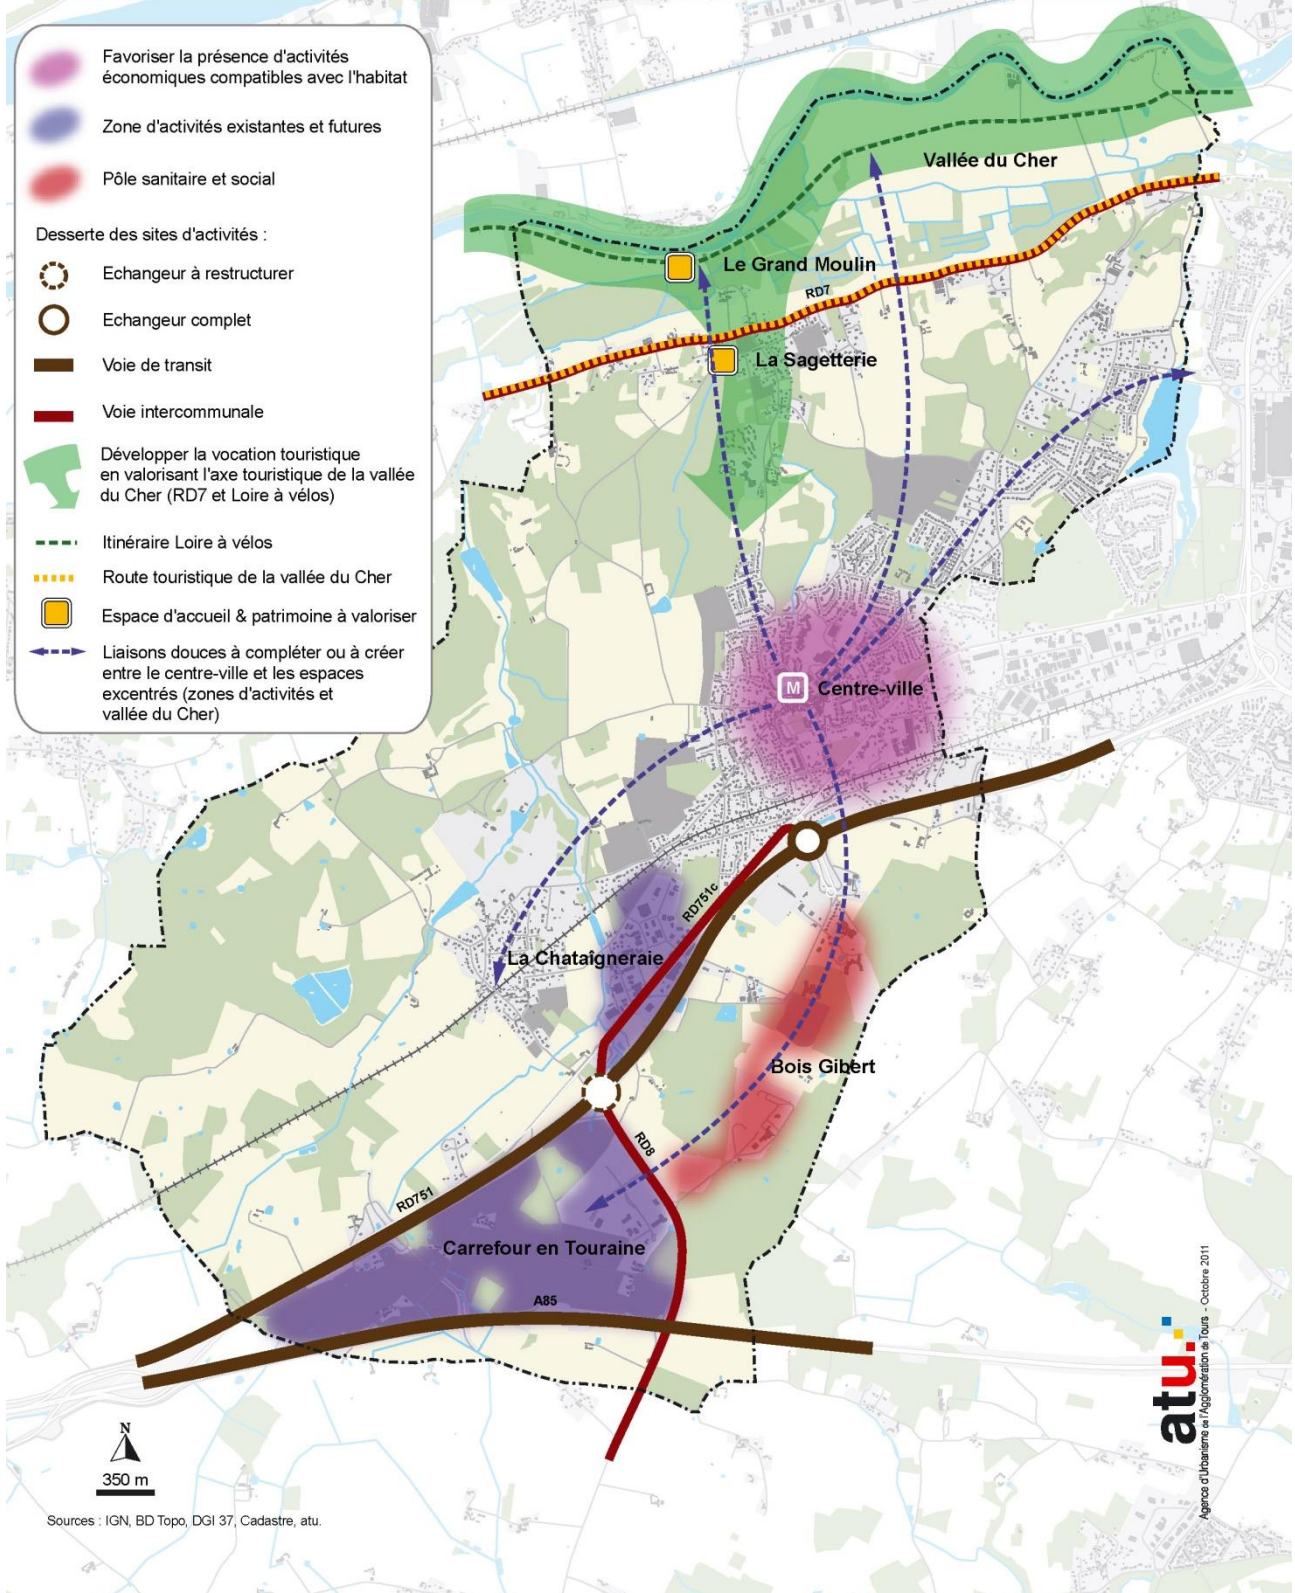 Favoriser la présence d'activités
économiques compatibles avec l'habitat
Zone d'activités existantes et futures
Pôle sanitaire et social
Desserte des sites d'activités :
Echangeur à restructurer
Echangeur complet
Voie de transit
Voie intercommunale
Développer la vocation touristique
en valorisant l'axe touristique de la vallée
du Cher (RD7 et Loire à vélos)
Itinéraire Loire à vélos
Route touristique de la vallée du Cher
Espace d'accueil & patrimoine à valoriser
Liaisons douces à compléter ou à créer
entre le centre-ville et les espaces
excentrés (zones d'activités et
vallée du Cher)
Vallée du Cher
Le Grand Moulin
RD7
La Sagetterie
M Centre-ville
RD751c
La Chataîgneraie
Bois Gibert
RD8
RD751
Carrefour en Touraine
A85
N
350 m
Sources : IGN, BD Topo, DGI 37, Cadastre, atu.
atu.
Agence d'Urbanisme de l'Agglomération de Tours - Octobre 2011